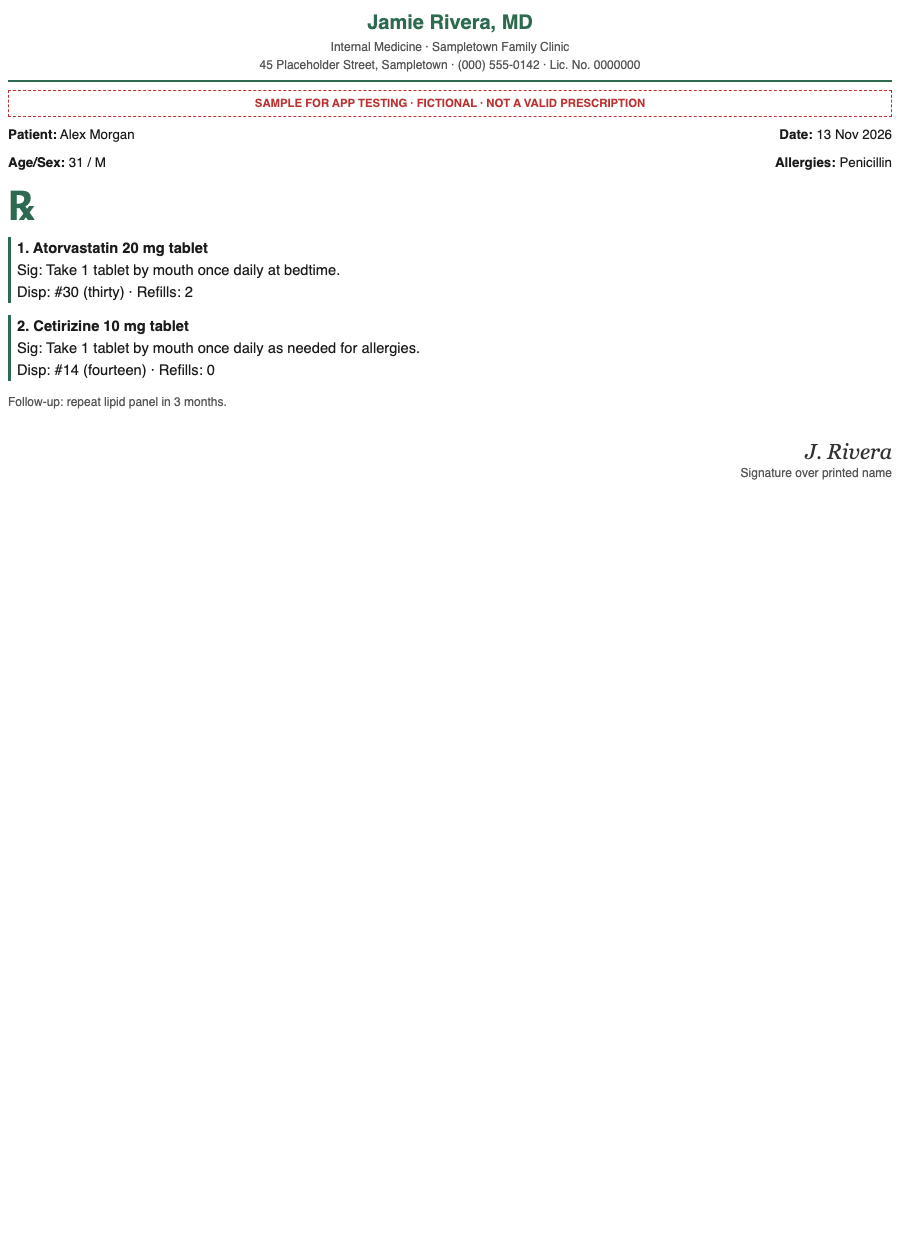 Jamie Rivera, MD
Internal Medicine · Sampletown Family Clinic
45 Placeholder Street, Sampletown · (000) 555-0142 · Lic. No. 0000000
SAMPLE FOR APP TESTING · FICTIONAL · NOT A VALID PRESCRIPTION
Patient: Alex Morgan Date: 13 Nov 2026
Age/Sex: 31 / M Allergies: Penicillin
℞
1. Atorvastatin 20 mg tablet
Sig: Take 1 tablet by mouth once daily at bedtime.
Disp: #30 (thirty) · Refills: 2
2. Cetirizine 10 mg tablet
Sig: Take 1 tablet by mouth once daily as needed for allergies.
Disp: #14 (fourteen) · Refills: 0
Follow-up: repeat lipid panel in 3 months.
J. Rivera
Signature over printed name